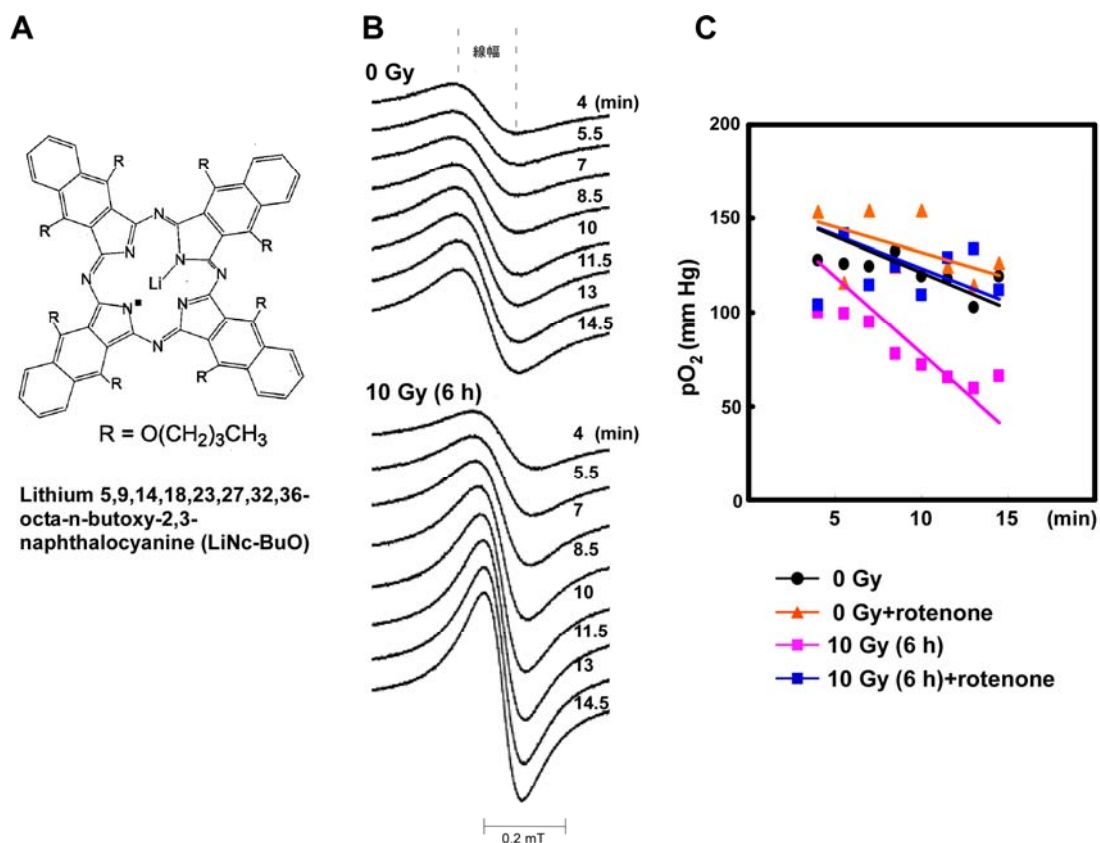 A
R
R
R
R
N
N
N
N
Li
N
N
N
N
R
R
R
R
R = O(CH2)3CH3
Lithium 5,9,14,18,23,27,32,36-
octa-n-butoxy-2,3-
naphthalocyanine (LiNc-BuO)
B
線幅
0 Gy
4 (min)
5.5
7
8.5
10
11.5
13
14.5
10 Gy (6 h)
4 (min)
5.5
7
8.5
10
11.5
13
14.5
0.2 mT
C
200
150
100
50
0
pO2 (mm Hg)
5 10 15 (min)
0 Gy
0 Gy+rotenone
10 Gy (6 h)
10 Gy (6 h)+rotenone